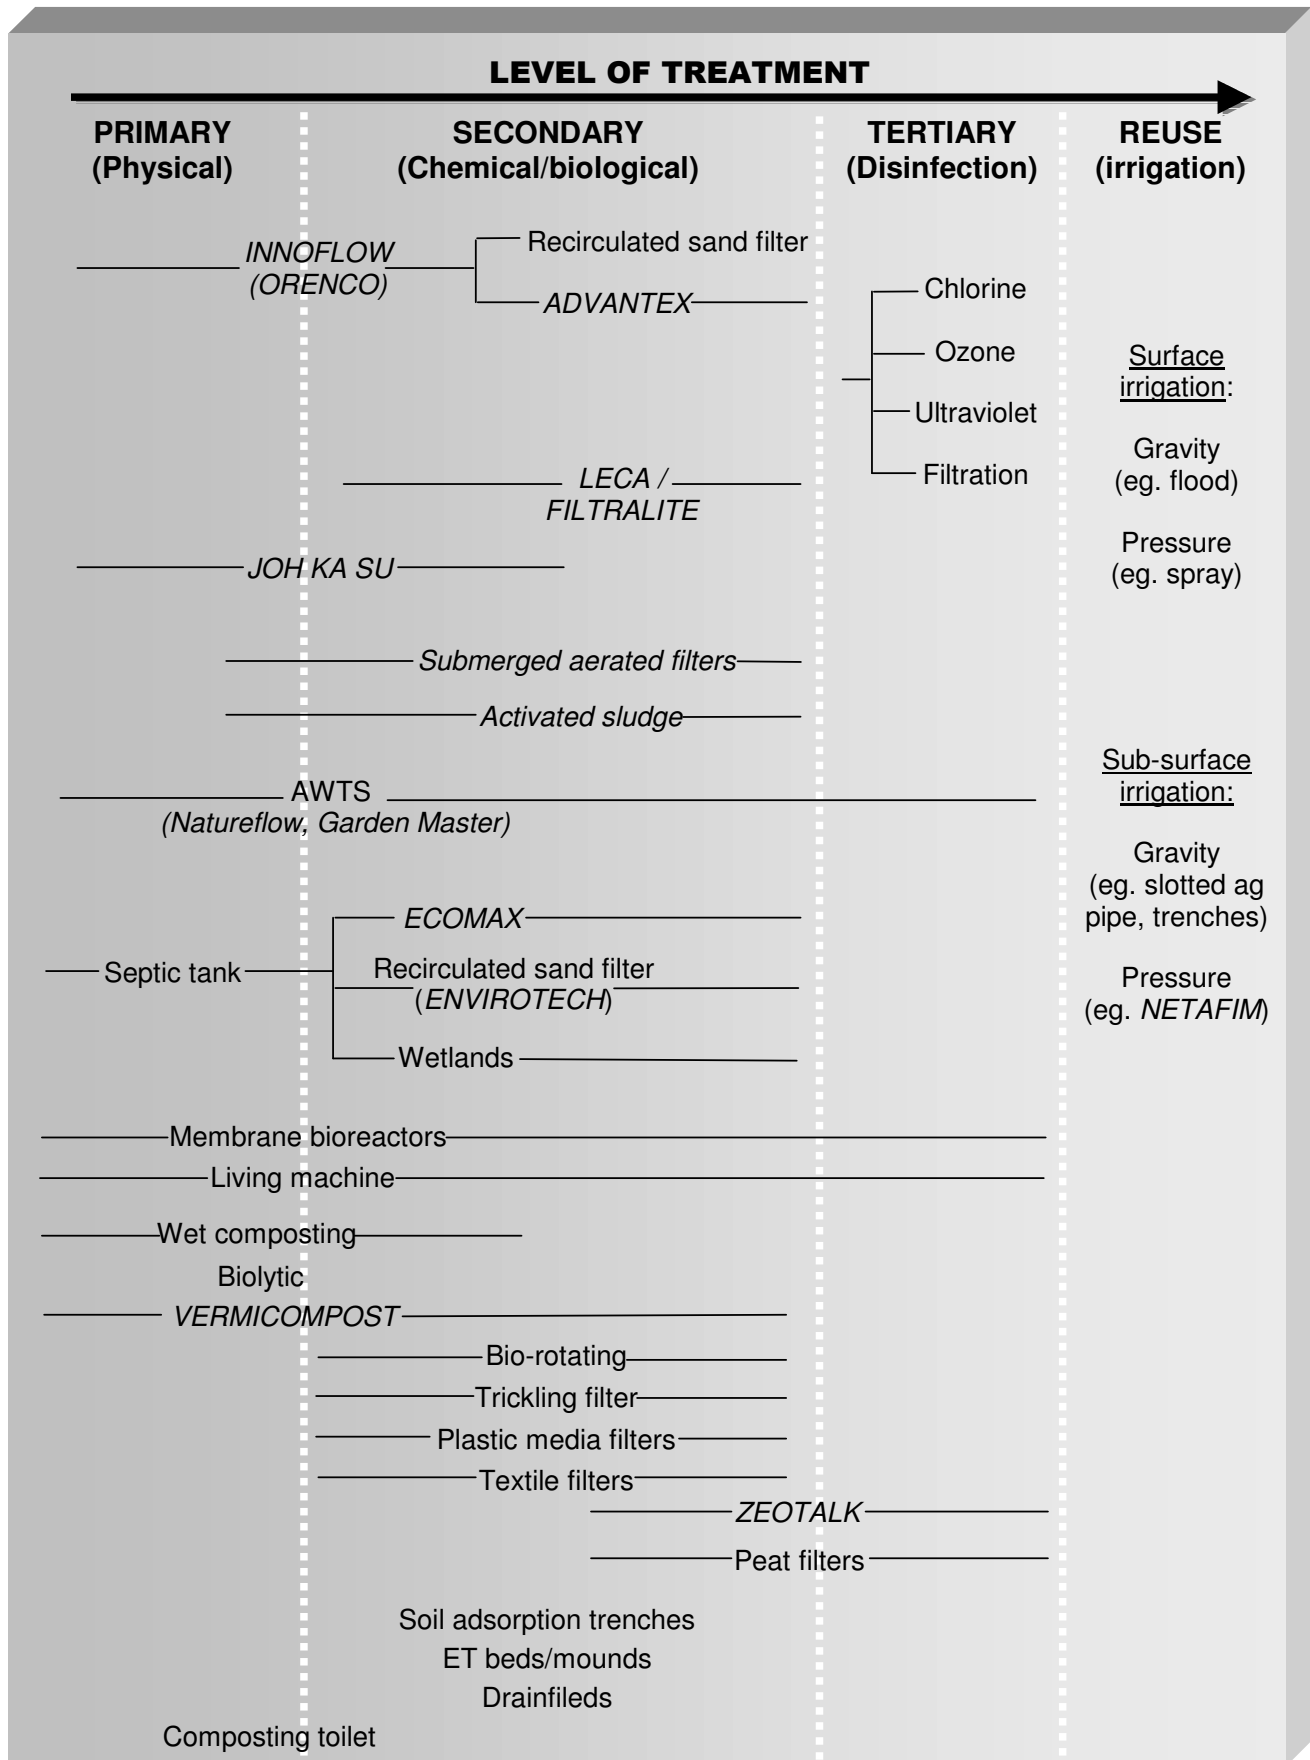 LEVEL OF TREATMENT
PRIMARY
(Physical)
SECONDARY
(Chemical/biological)
TERTIARY
(Disinfection)
REUSE
(irrigation)
INNOFLOW
(ORENCO)
Recirculated sand filter
ADVANTEX
Chlorine
Ozone
Ultraviolet
Filtration
Surface
irrigation:
Gravity
(eg. flood)
Pressure
(eg. spray)
LECA /
FILTRALITE
JOH KA SU
Submerged aerated filters
Activated sludge
AWTS
(Natureflow, Garden Master)
Sub-surface
irrigation:
Gravity
(eg. slotted ag
pipe, trenches)
Pressure
(eg. NETAFIM)
Septic tank
ECOMAX
Recirculated sand filter
(ENVIROTECH)
Wetlands
Membrane bioreactors
Living machine
Wet composting
Biolytic
VERMICOMPOST
Bio-rotating
Trickling filter
Plastic media filters
Textile filters
ZEOTALK
Peat filters
Soil adsorption trenches
ET beds/mounds
Drainfileds
Composting toilet